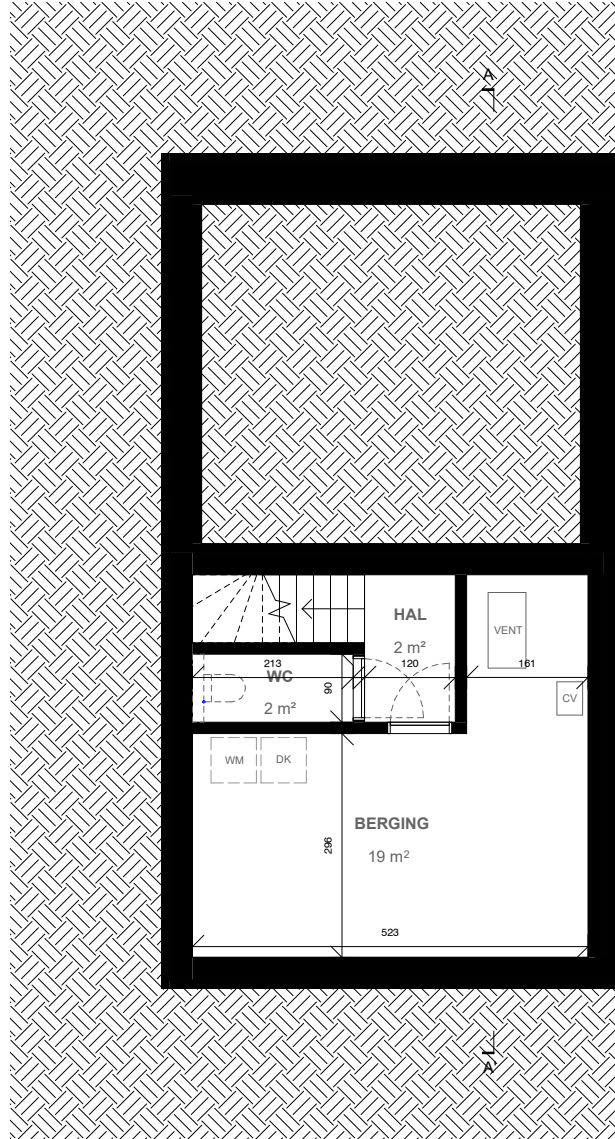 A
HAL
2 m²
VENT
213
120
161
WC
90
2 m²
CV
WM
DK
BERGING
19 m²
296
523
A'